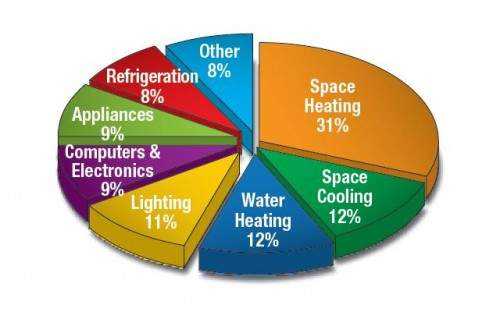 Other
8%
Space
Heating
31%
Space
Cooling
12%
Water
Heating
12%
Lighting
11%
Computers &
Electronics
9%
Appliances
9%
Refrigeration
8%